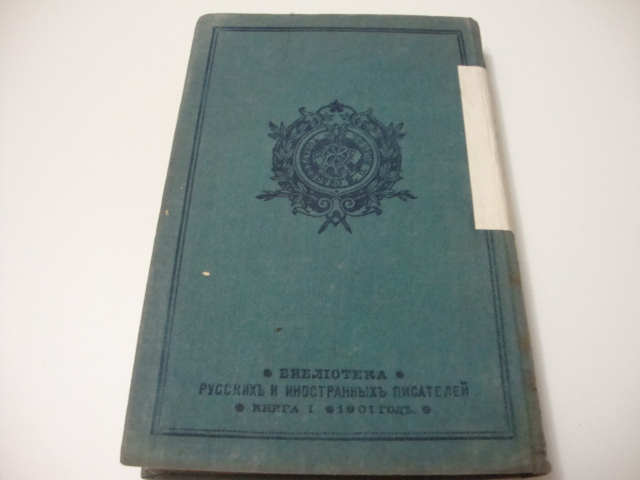 БИБЛІОТЕКА
РУССКИХЪ И ИНОСТРАННЫХЪ ПИСАТЕЛЕЙ
КНИГА I 1901 ГОДЪ.